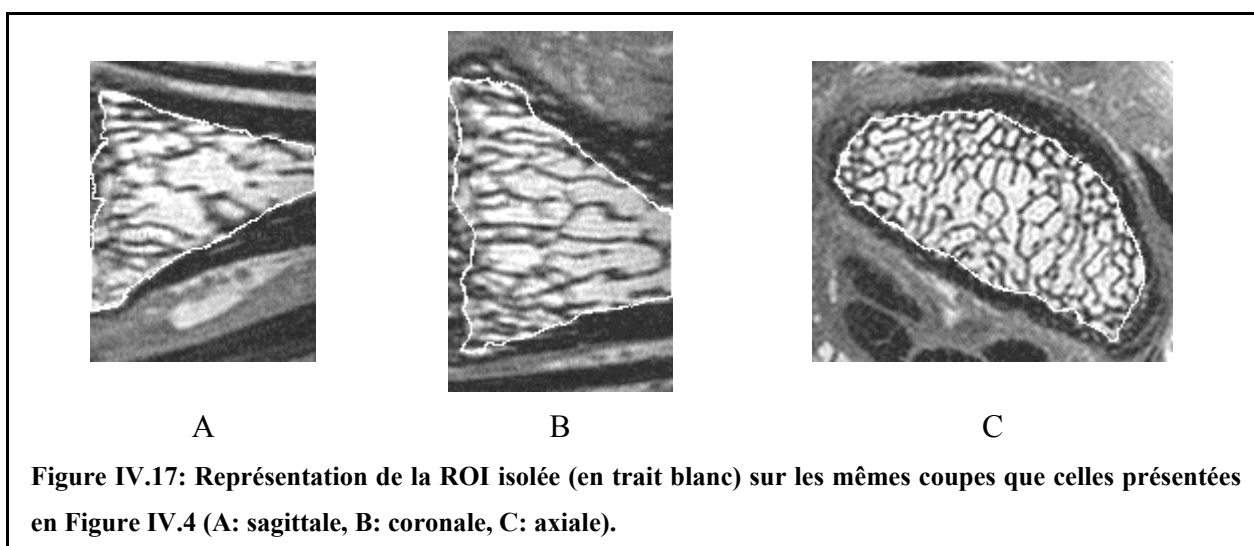 A B C
Figure IV.17: Représentation de la ROI isolée (en trait blanc) sur les mêmes coupes que celles présentées
en Figure IV.4 (A: sagittale, B: coronale, C: axiale).